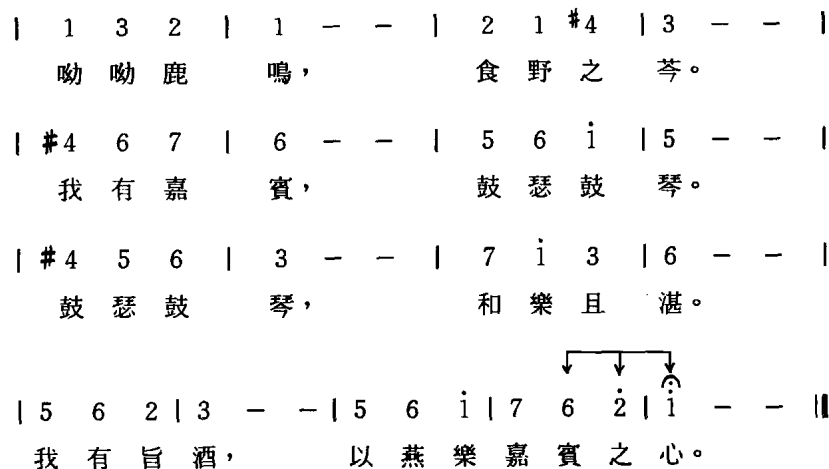 | 1 3 2 | 1 － － | 2 1 #4 | 3 － － |
呦呦鹿鳴，食野之芩。
| #4 6 7 | 6 － － | 5 6 i̇ | 5 － － |
我有嘉賓，鼓瑟鼓琴。
| #4 5 6 | 3 － － | 7 i̇ 3 | 6 － － |
鼓瑟鼓琴，和樂且湛。
| 5 6 2 | 3 － － | 5 6 i̇ | 7 6 2̇ | i̇ － － ‖
我有旨酒，以燕樂嘉賓之心。